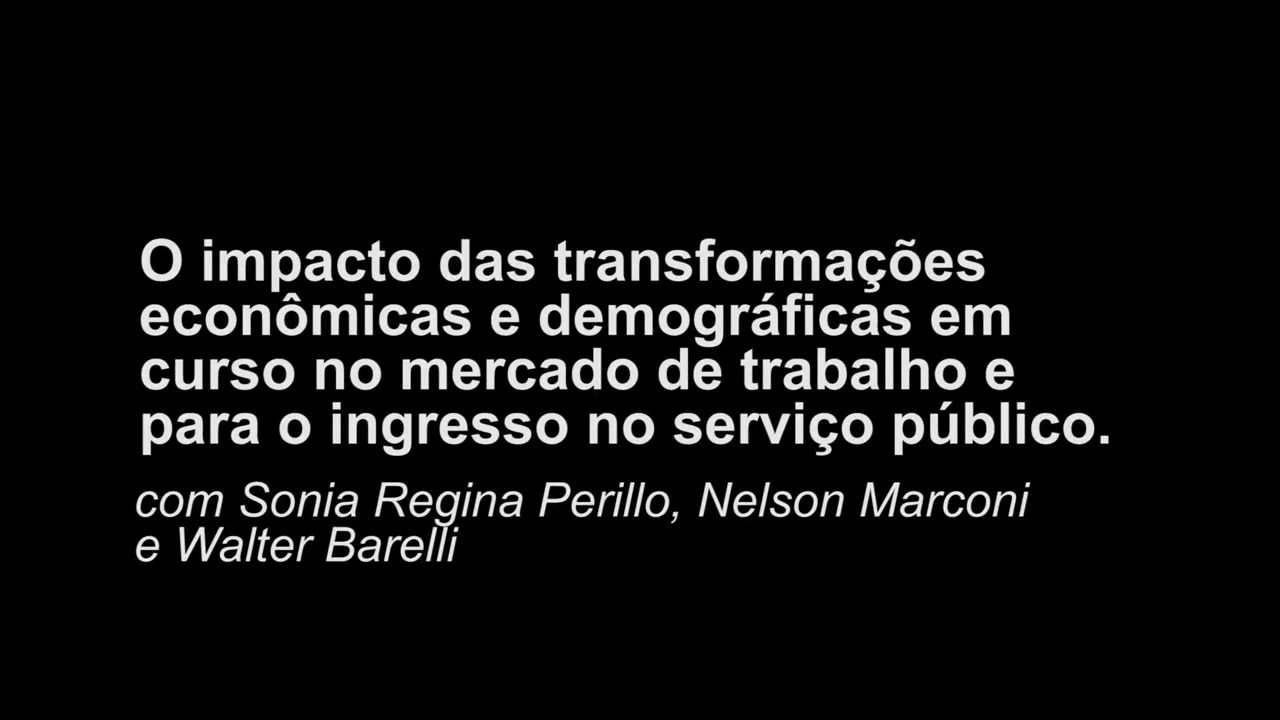 O impacto das transformações
econômicas e demográficas em
curso no mercado de trabalho e
para o ingresso no serviço público.
com Sonia Regina Perillo, Nelson Marconi
e Walter Barelli